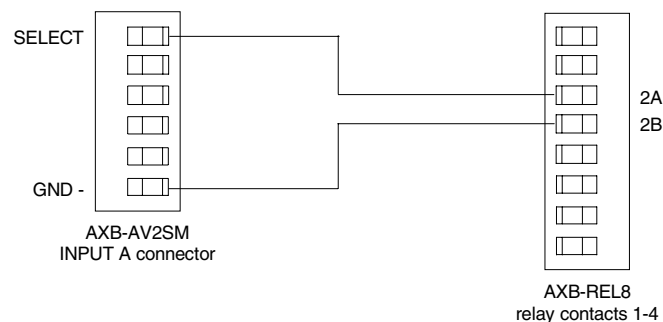 SELECT
2A
2B
GND -
AXB-AV2SM
INPUT A connector
AXB-REL8
relay contacts 1-4